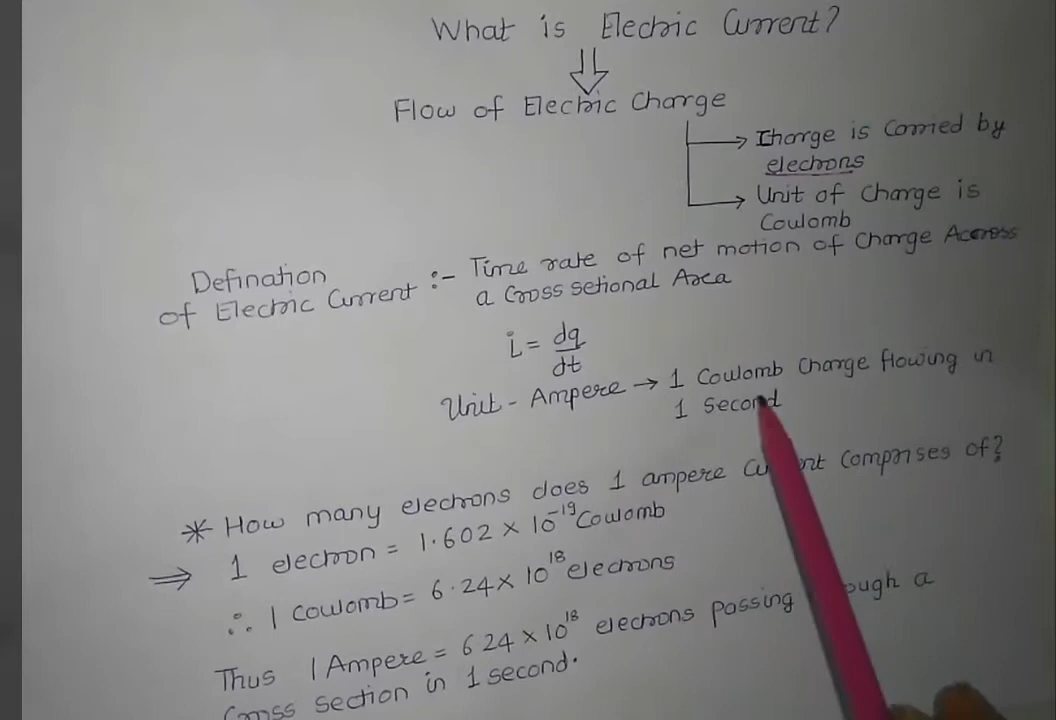 What is Electric Current?
Flow of Electric Charge
Charge is Carried by
electrons
Unit of Charge is
Coulomb
Defination
of Electric Current :- Time rate of net motion of Charge Across
a Cross setional Area
i = dq/dt
Unit - Ampere → 1 Coulomb Charge flowing in
1 Second
* How many electrons does 1 ampere comprises of?
⇒ 1 electron = 1.602 × 10⁻¹⁹ Coulomb
∴ 1 coulomb = 6.24 × 10¹⁸ electrons
Thus 1 Ampere = 6 24 × 10¹⁸ electrons passing a
Cross section in 1 second.